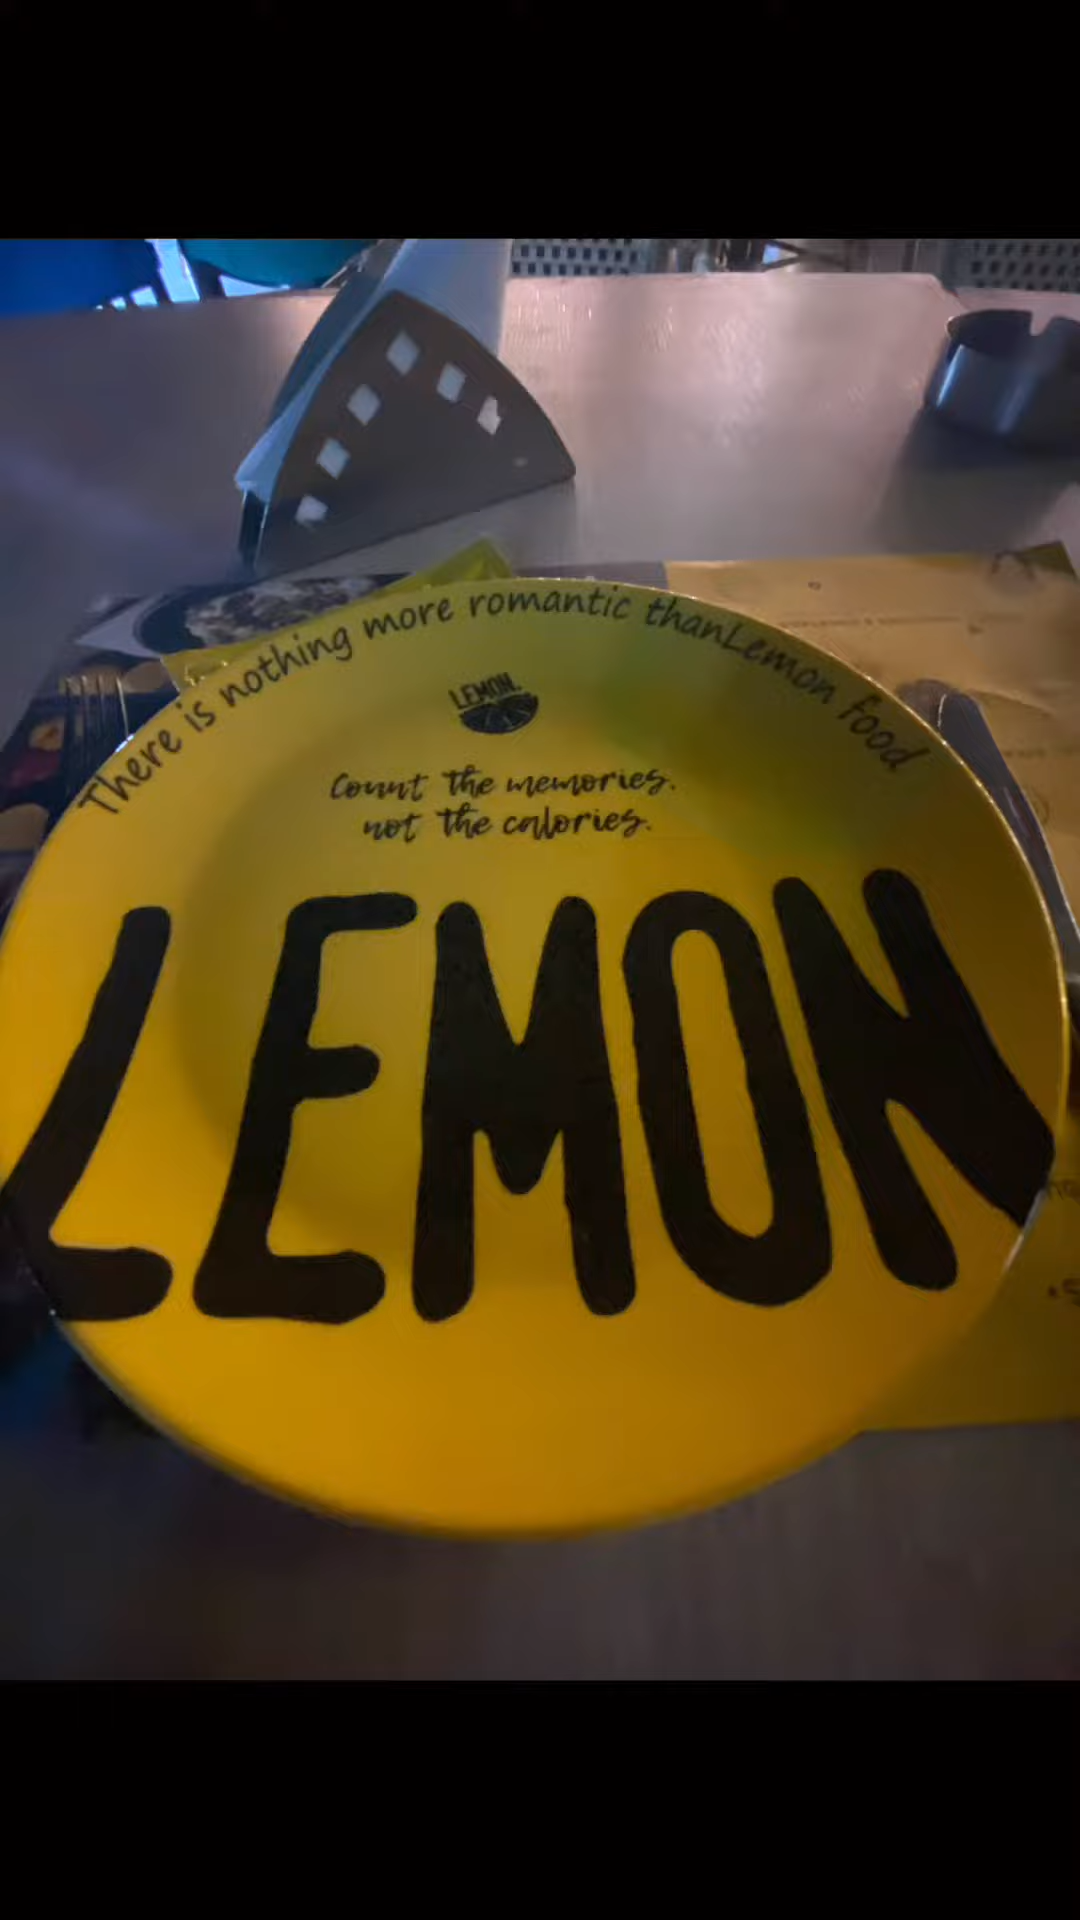 There is nothing more romantic thanLemon food
LEMON
Count the memories.
not the calories.
LEMON